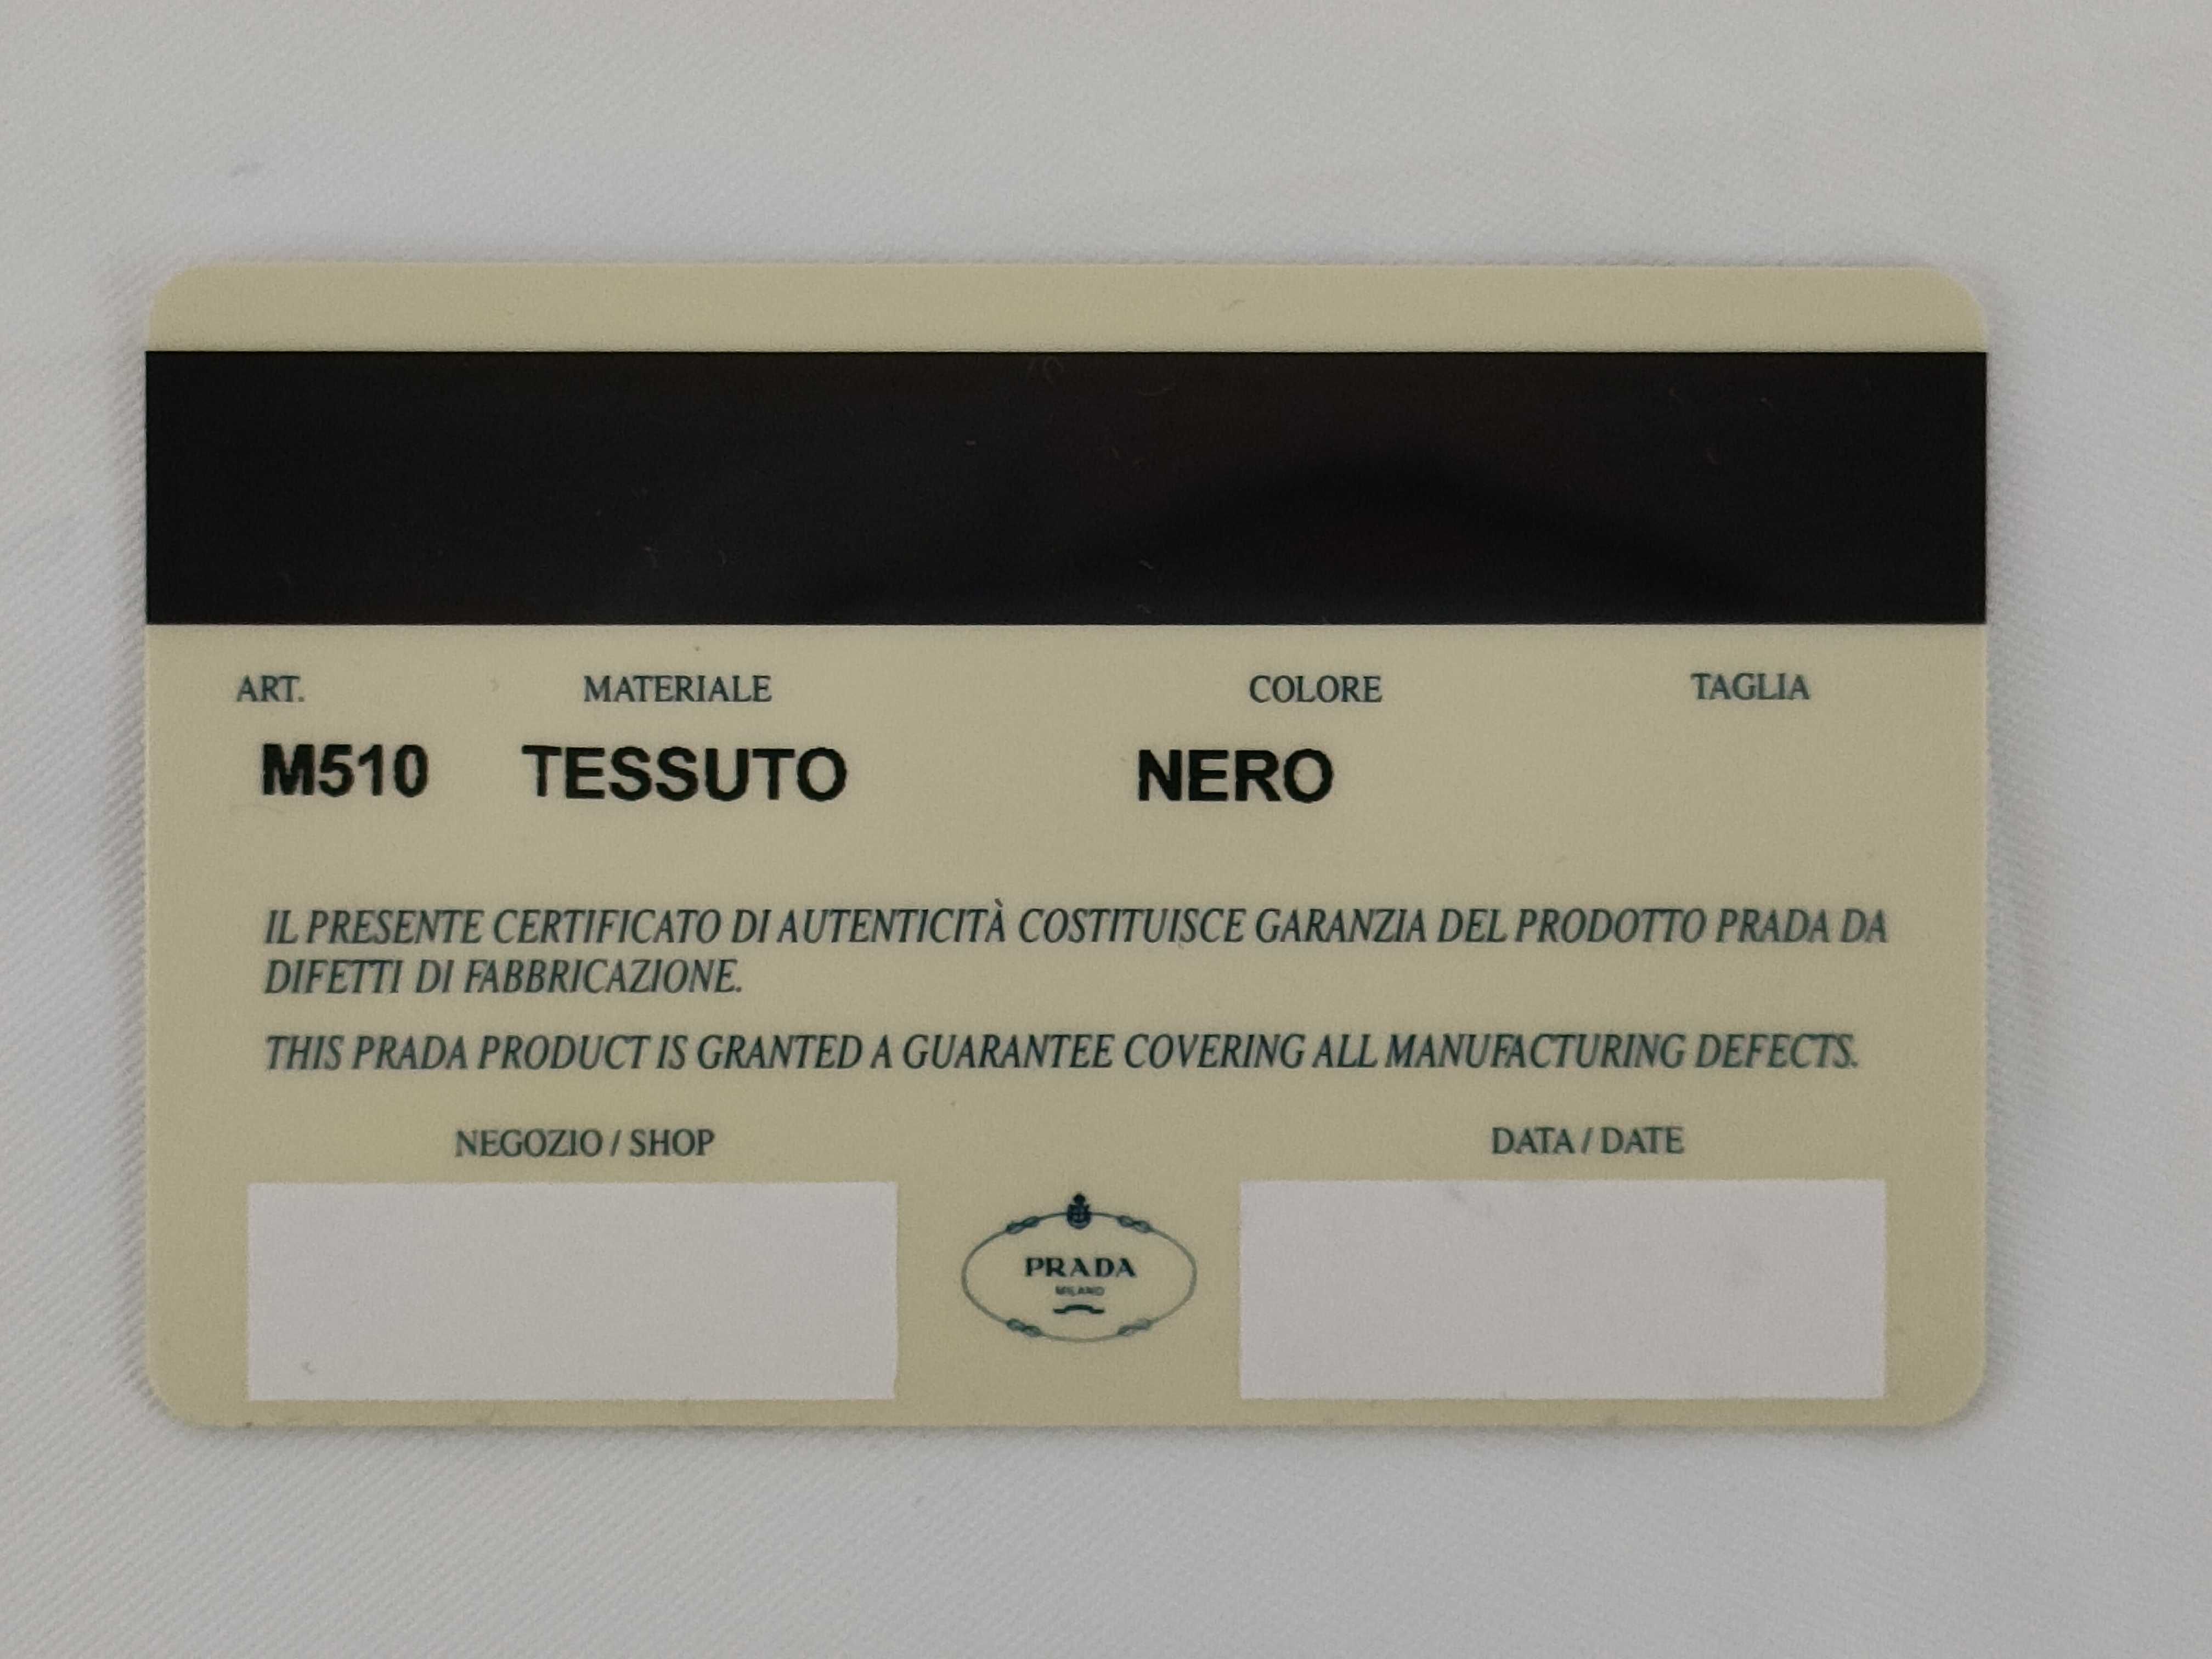 ART. MATERIALE COLORE TAGLIA
M510 TESSUTO NERO
IL PRESENTE CERTIFICATO DI AUTENTICITÀ COSTITUISCE GARANZIA DEL PRODOTTO PRADA DA
DIFETTI DI FABBRICAZIONE.
THIS PRADA PRODUCT IS GRANTED A GUARANTEE COVERING ALL MANUFACTURING DEFECTS.
NEGOZIO / SHOP DATA / DATE
PRADA
MILANO